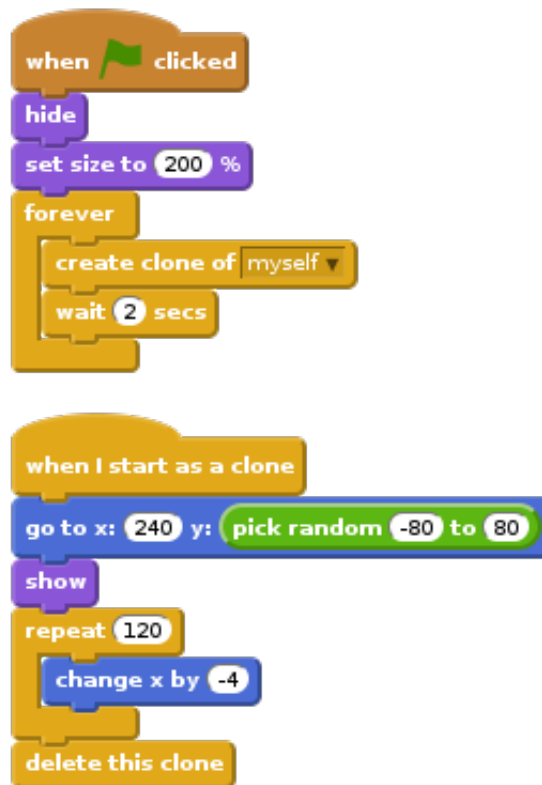 when clicked
hide
set size to 200 %
forever
create clone of myself
wait 2 secs
when I start as a clone
go to x: 240 y: pick random -80 to 80
show
repeat 120
change x by -4
delete this clone